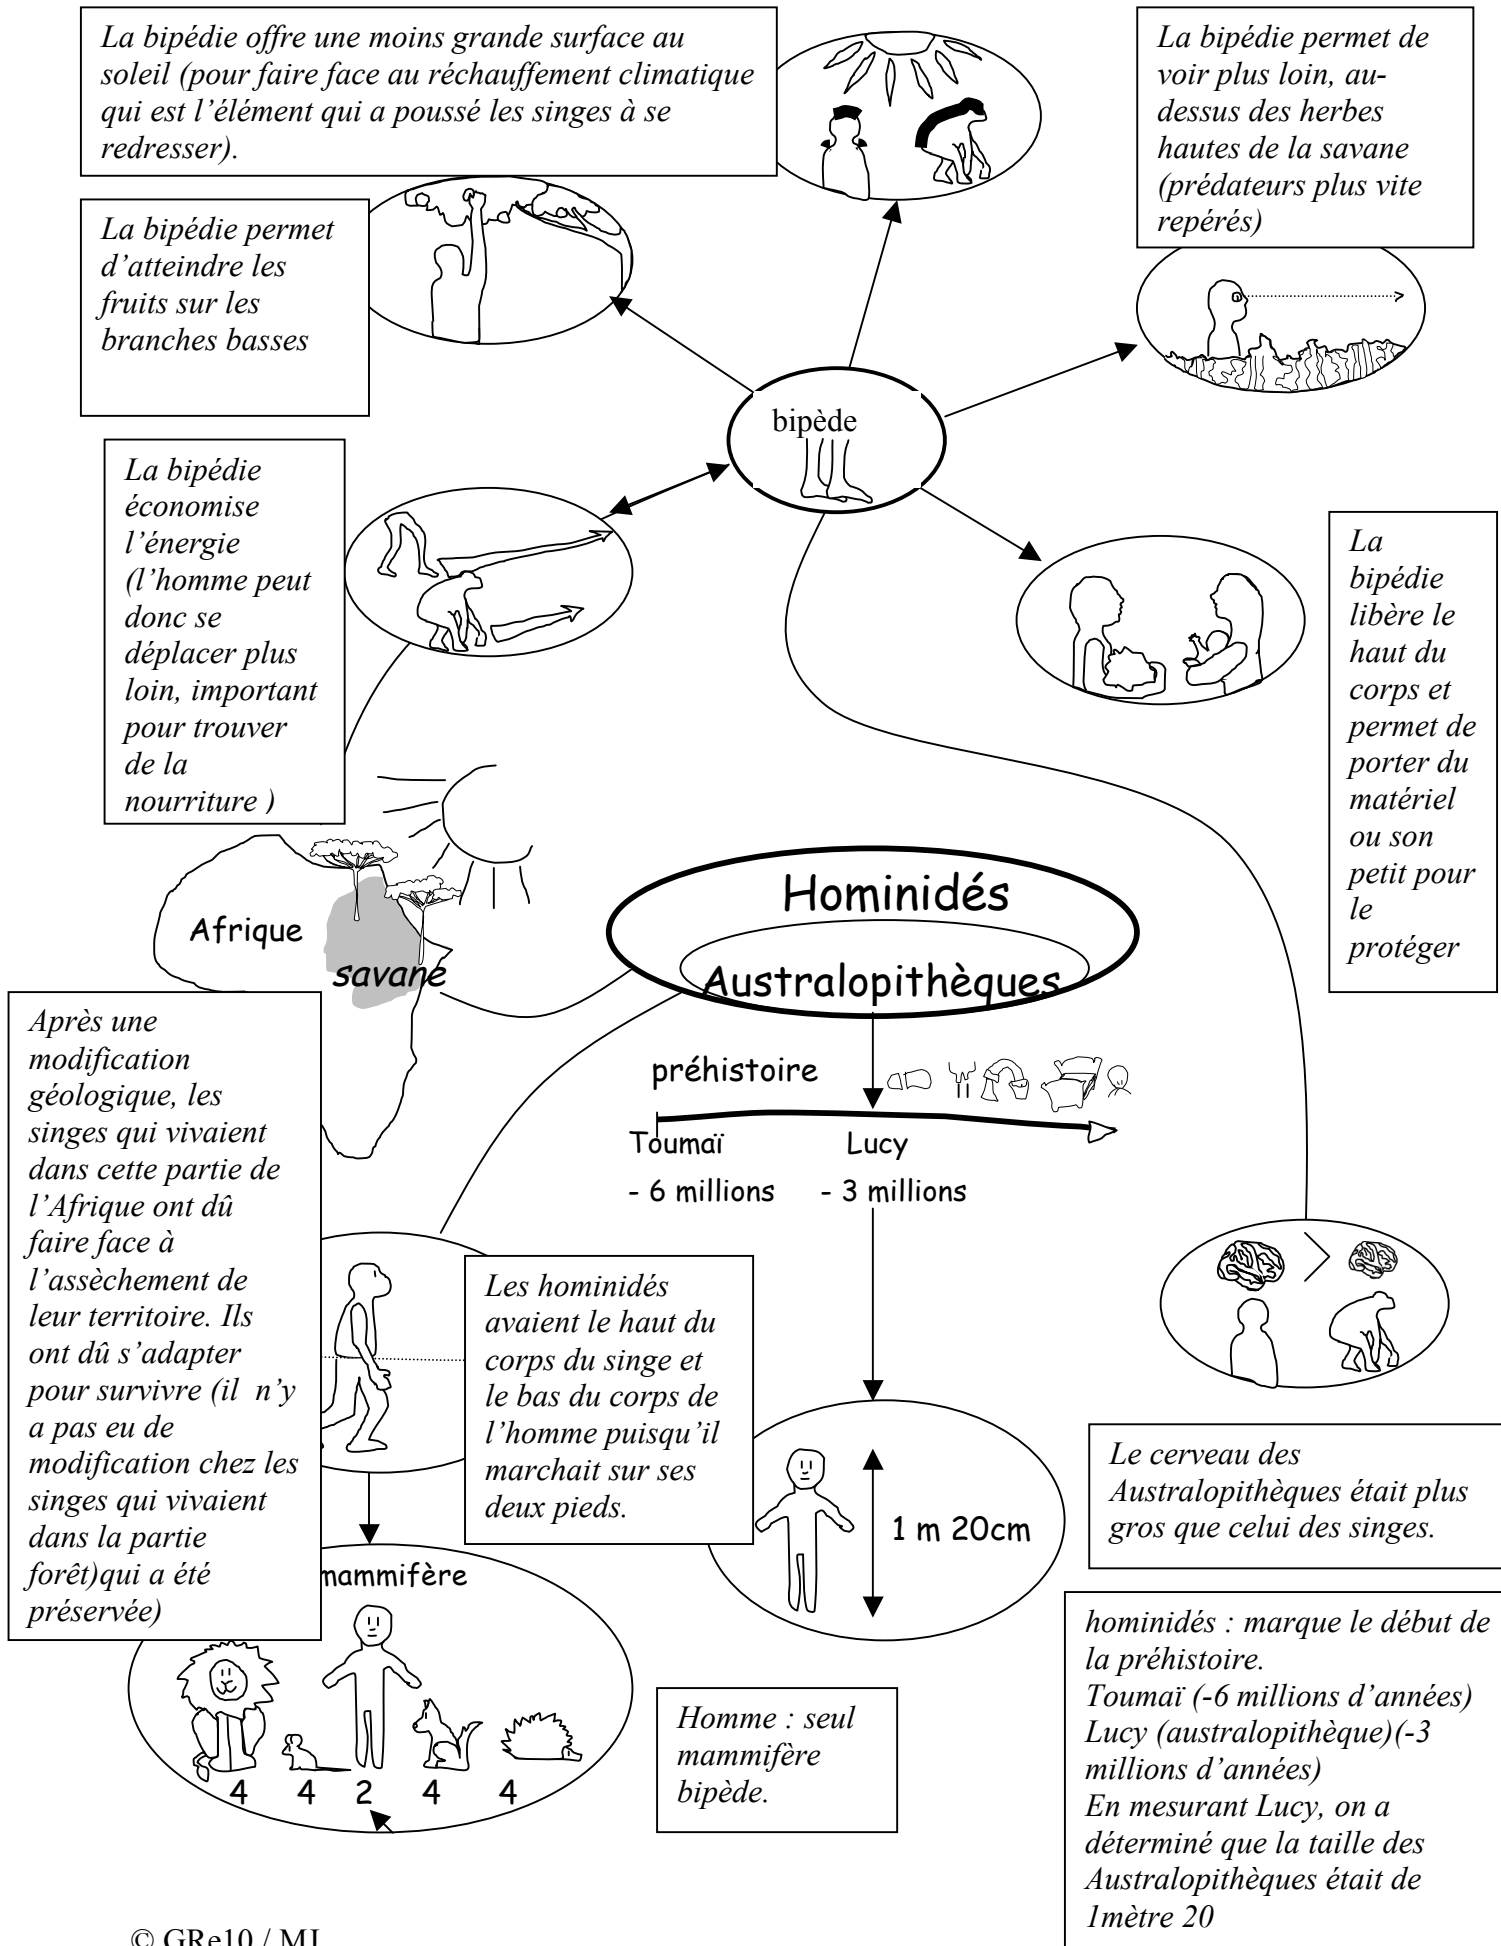 La bipédie offre une moins grande surface au
soleil (pour faire face au réchauffement climatique
qui est l'élément qui a poussé les singes à se
redresser).
La bipédie permet de
voir plus loin, au-
dessus des herbes
hautes de la savane
(prédateurs plus vite
repérés)
La bipédie permet
d'atteindre les
fruits sur les
branches basses
bipède
La bipédie
économise
l'énergie
(l'homme peut
donc se
déplacer plus
loin, important
pour trouver
de la
nourriture )
La
bipédie
libère le
haut du
corps et
permet de
porter du
matériel
ou son
petit pour
le
protéger
Afrique
savane
Hominidés
Australopithèques
préhistoire
Toumaï
Lucy
- 6 millions
- 3 millions
Après une
modification
géologique, les
singes qui vivaient
dans cette partie de
l'Afrique ont dû
faire face à
l'assèchement de
leur territoire. Ils
ont dû s'adapter
pour survivre (il  n'y
a pas eu de
modification chez les
singes qui vivaient
dans la partie
forêt)qui a été
préservée)
Les hominidés
avaient le haut du
corps du singe et
le bas du corps de
l'homme puisqu'il
marchait sur ses
deux pieds.
>
1 m 20cm
Le cerveau des
Australopithèques était plus
gros que celui des singes.
mammifère
4 4 2 4 4
Homme : seul
mammifère
bipède.
hominidés : marque le début de
la préhistoire.
Toumaï (-6 millions d'années)
Lucy (australopithèque)(-3
millions d'années)
En mesurant Lucy, on a
déterminé que la taille des
Australopithèques était de
1mètre 20
© GRe10 / MJ